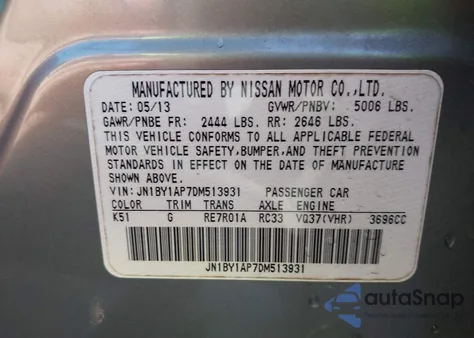 MANUFACTURED BY NISSAN MOTOR CO.,LTD.
DATE: 05/13 GVWR/PNBV: 5006 LBS.
GAWR/PNBE FR: 2444 LBS. RR: 2646 LBS.
THIS VEHICLE CONFORMS TO ALL APPLICABLE FEDERAL
MOTOR VEHICLE SAFETY, BUMPER, AND THEFT PREVENTION
STANDARDS IN EFFECT ON THE DATE OF MANUFACTURE
SHOWN ABOVE.
VIN: JN1BY1AP7DM513931 PASSENGER CAR
COLOR TRIM TRANS AXLE ENGINE
K51 G RE7R01A RC33 VQ37(VHR) 3696CC
JN1BY1AP7DM513931
autaSnap